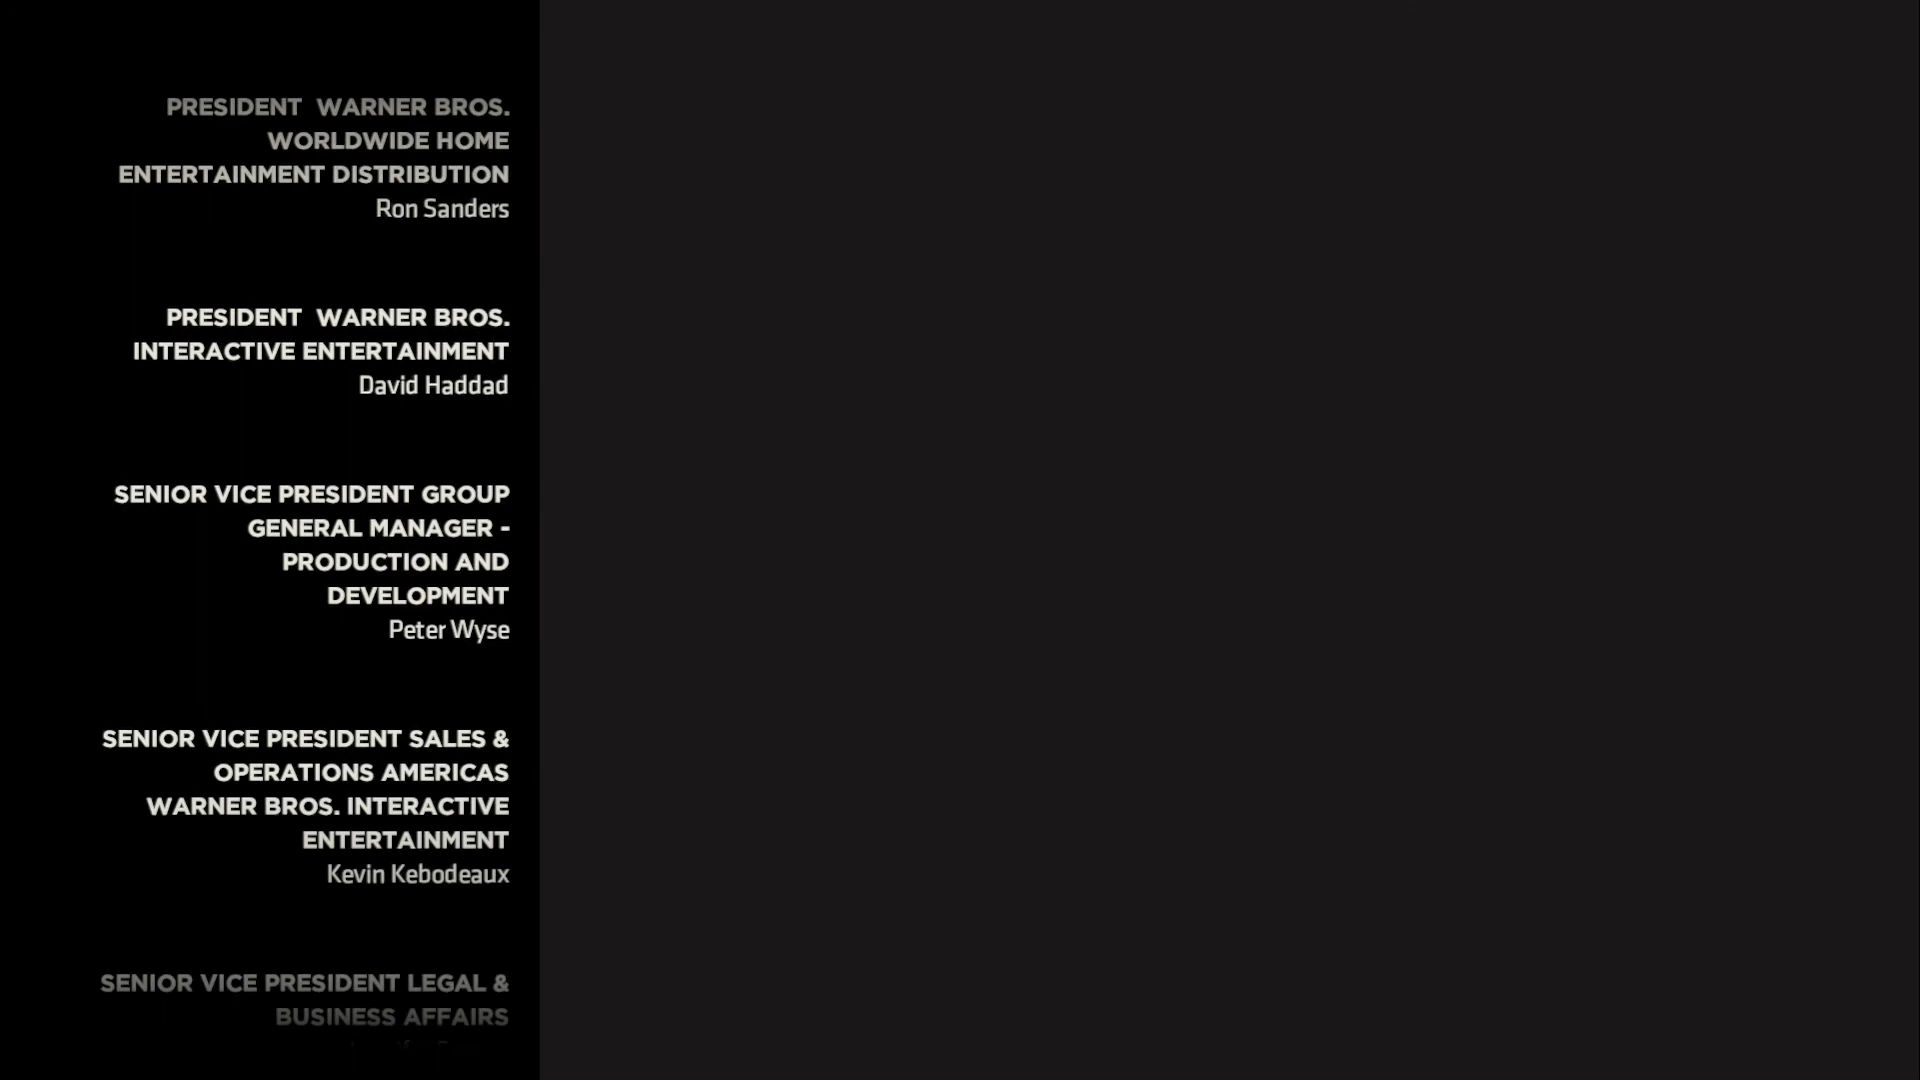 PRESIDENT  WARNER BROS.
WORLDWIDE HOME
ENTERTAINMENT DISTRIBUTION
Ron Sanders
PRESIDENT  WARNER BROS.
INTERACTIVE ENTERTAINMENT
David Haddad
SENIOR VICE PRESIDENT GROUP
GENERAL MANAGER -
PRODUCTION AND
DEVELOPMENT
Peter Wyse
SENIOR VICE PRESIDENT SALES &
OPERATIONS AMERICAS
WARNER BROS. INTERACTIVE
ENTERTAINMENT
Kevin Kebodeaux
SENIOR VICE PRESIDENT LEGAL &
BUSINESS AFFAIRS